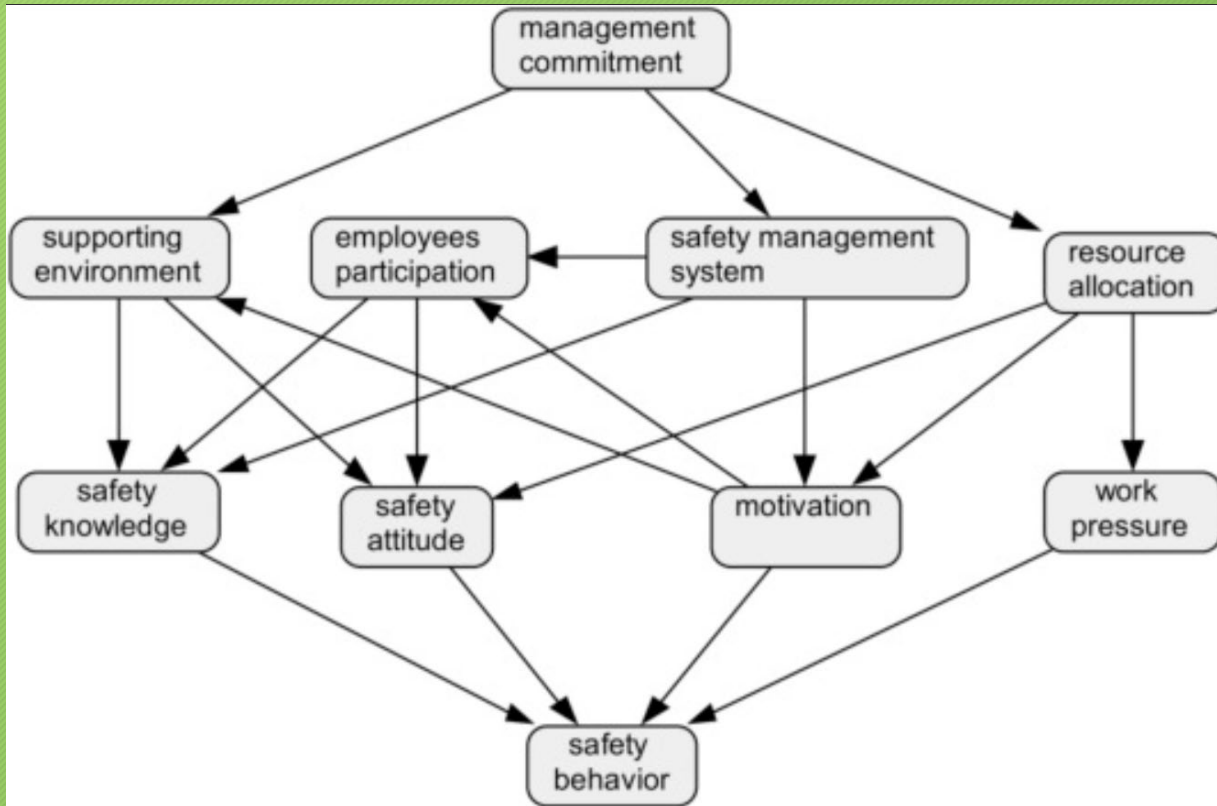 management
commitment
supporting
environment
employees
participation
safety management
system
resource
allocation
safety
knowledge
safety
attitude
motivation
work
pressure
safety
behavior